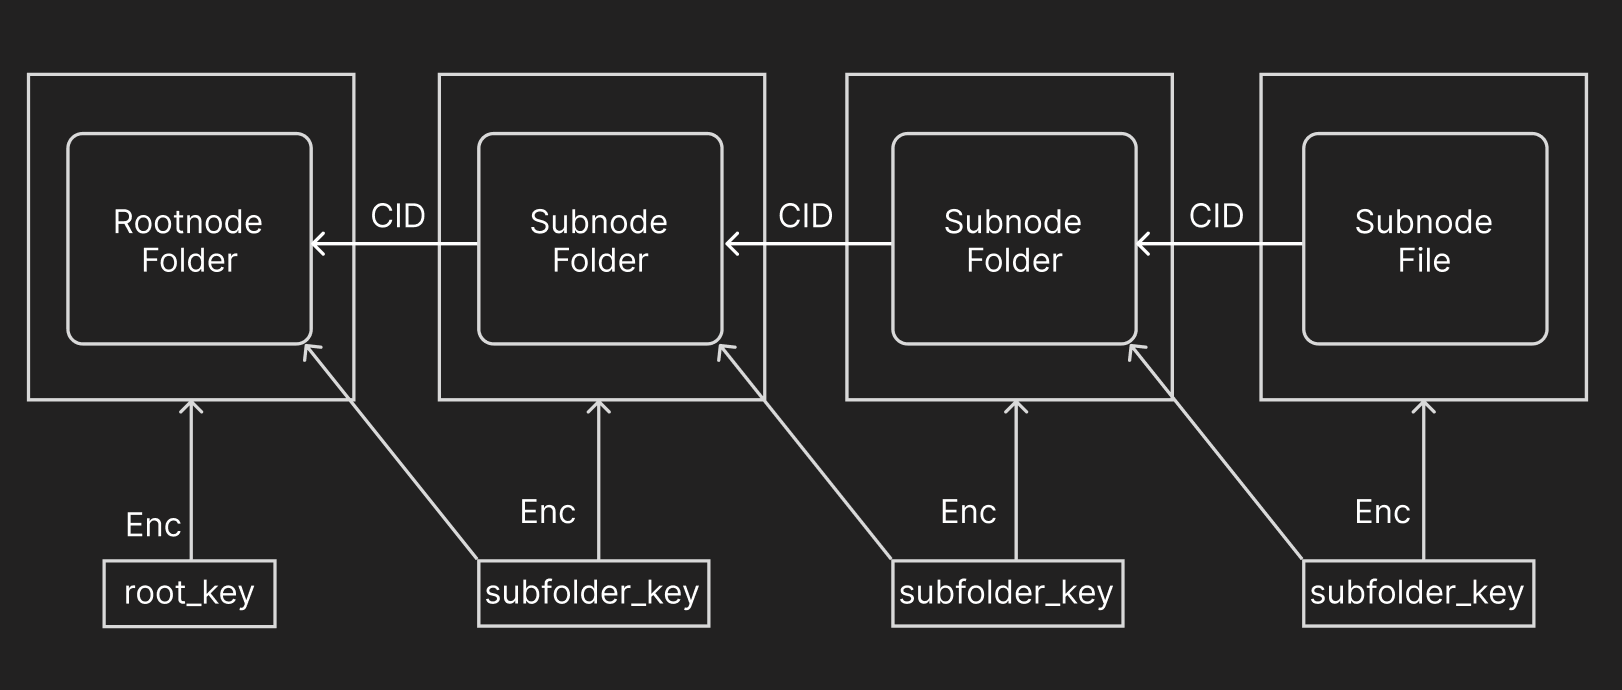 Rootnode
Folder
CID
Subnode
Folder
CID
Subnode
Folder
CID
Subnode
File
Enc
Enc
Enc
Enc
root_key
subfolder_key
subfolder_key
subfolder_key